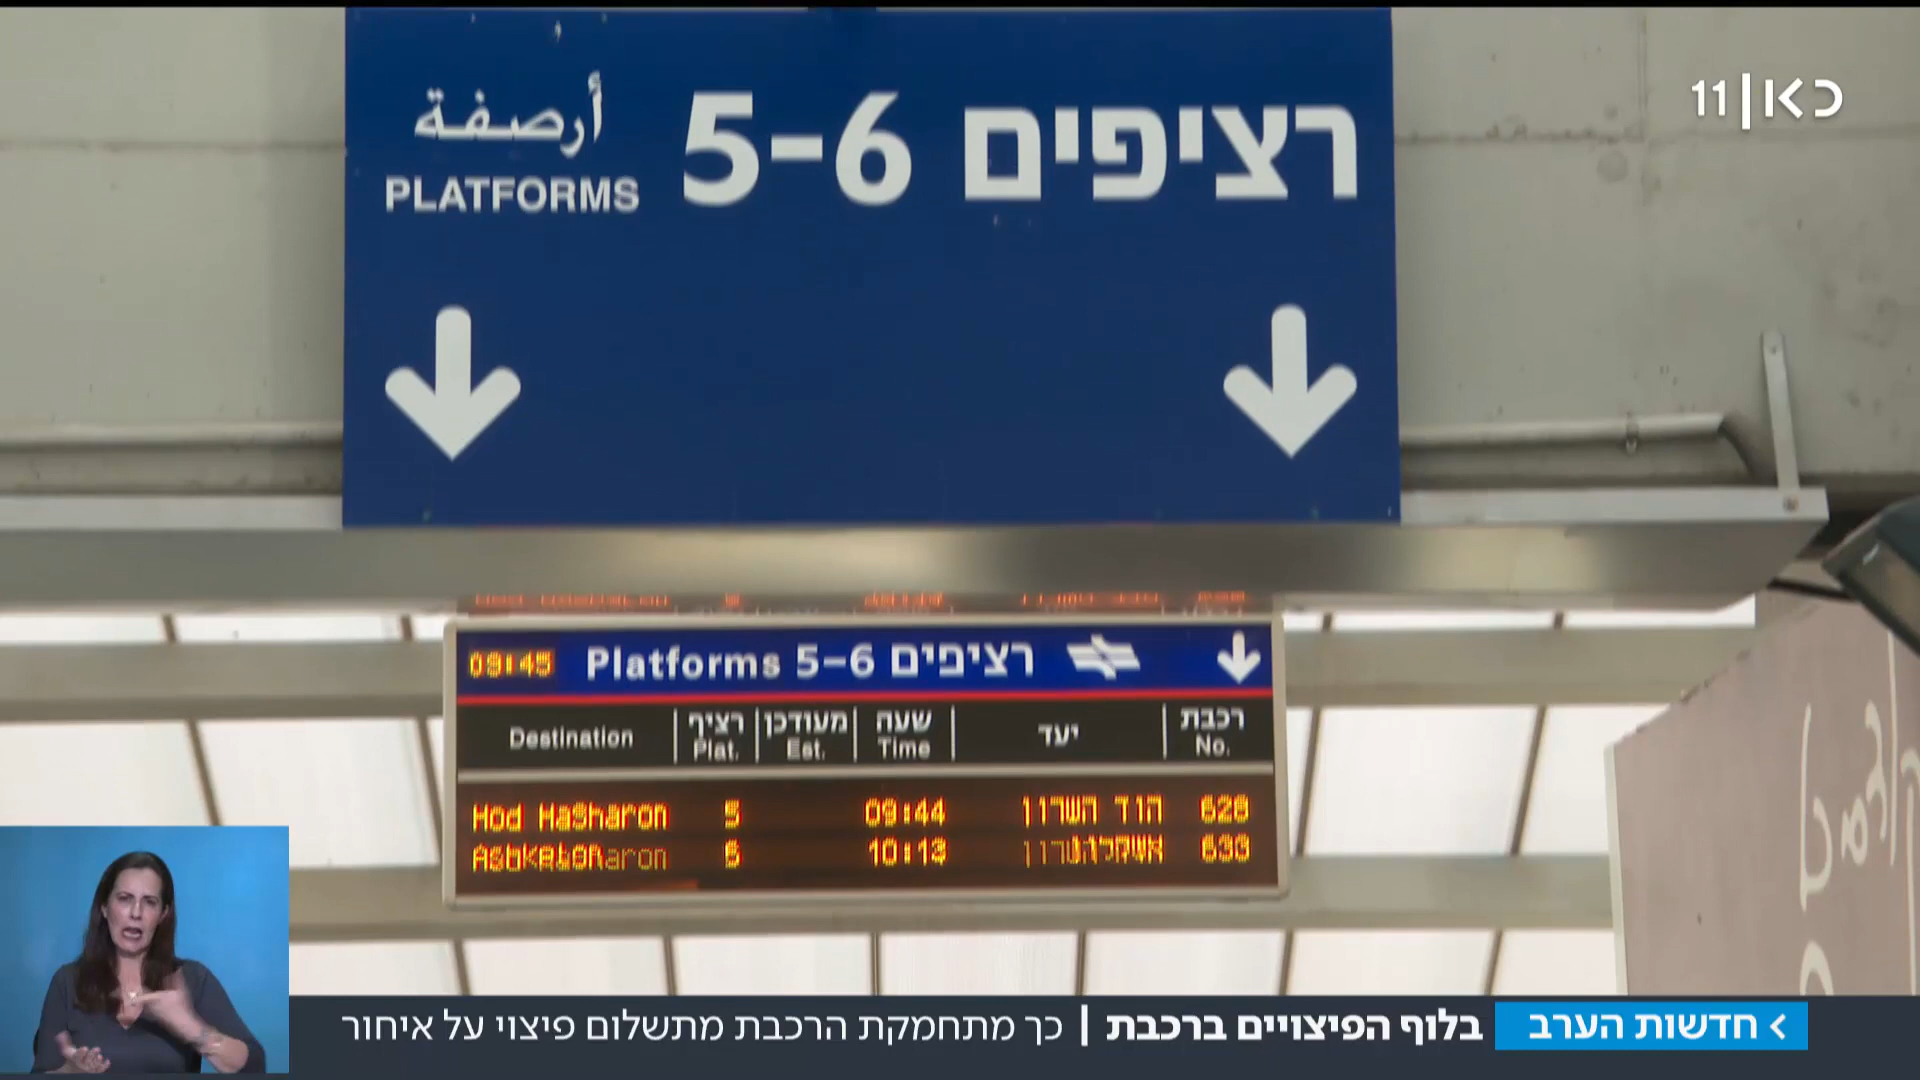 כאן|11
أرصفة
רציפים 5-6
PLATFORMS
09:45 Platforms 5-6 רציפים
Destination
רציף
Plat.
מעודכן
Est.
שעה
Time
יעד
רכבת
No.
Hod HaSharon 5 09:44 הוד השרון 628
10:13 633
חדשות הערב
בלוף הפיצויים ברכבת | כך מתחמקת הרכבת מתשלום פיצוי על איחור